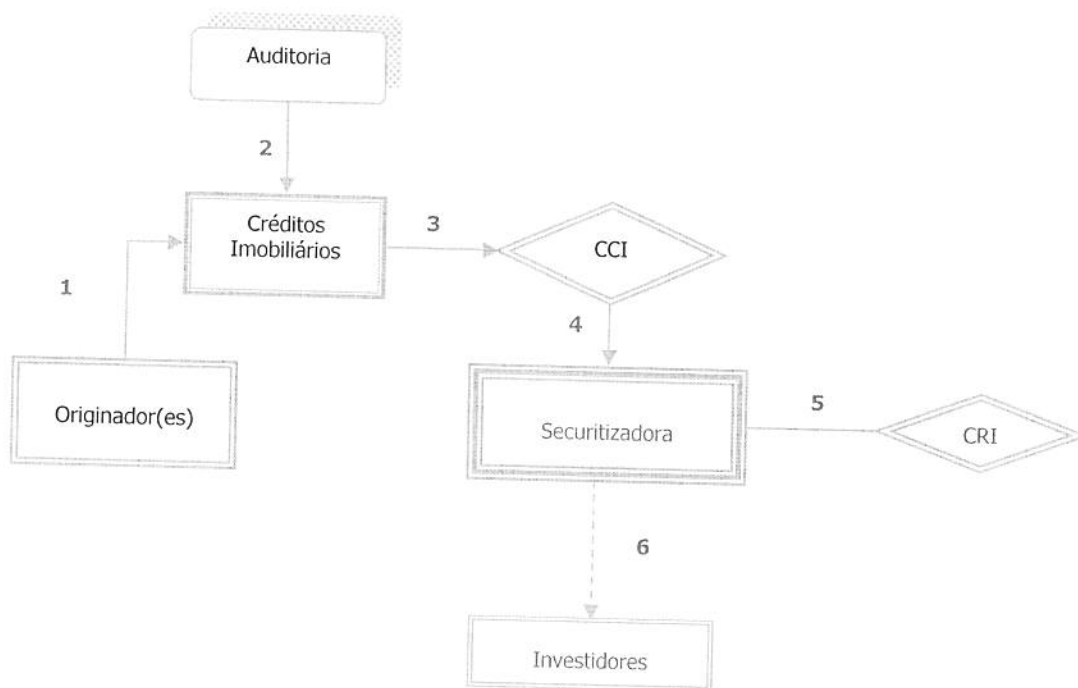 Auditoria
2
Créditos
Imobiliários
3
CCI
1
4
Originador(es)
Securitizadora
5
CRI
6
Investidores